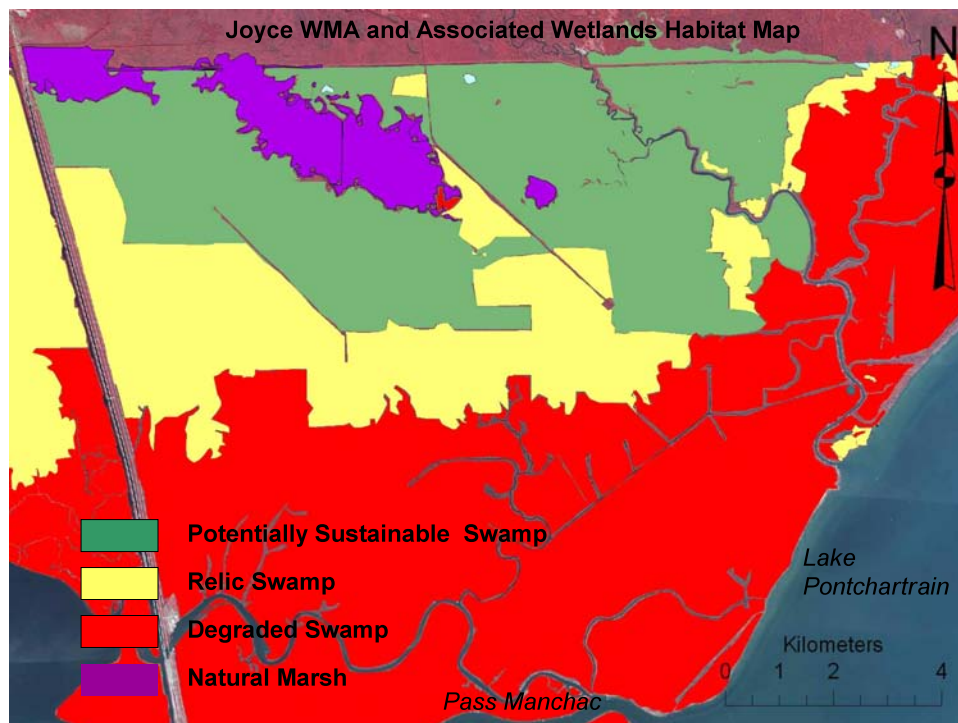 Joyce WMA and Associated Wetlands Habitat Map
N
Potentially Sustainable Swamp
Relic Swamp
Degraded Swamp
Natural Marsh
Lake
Pontchartrain
Kilometers
0 1 2 4
Pass Manchac